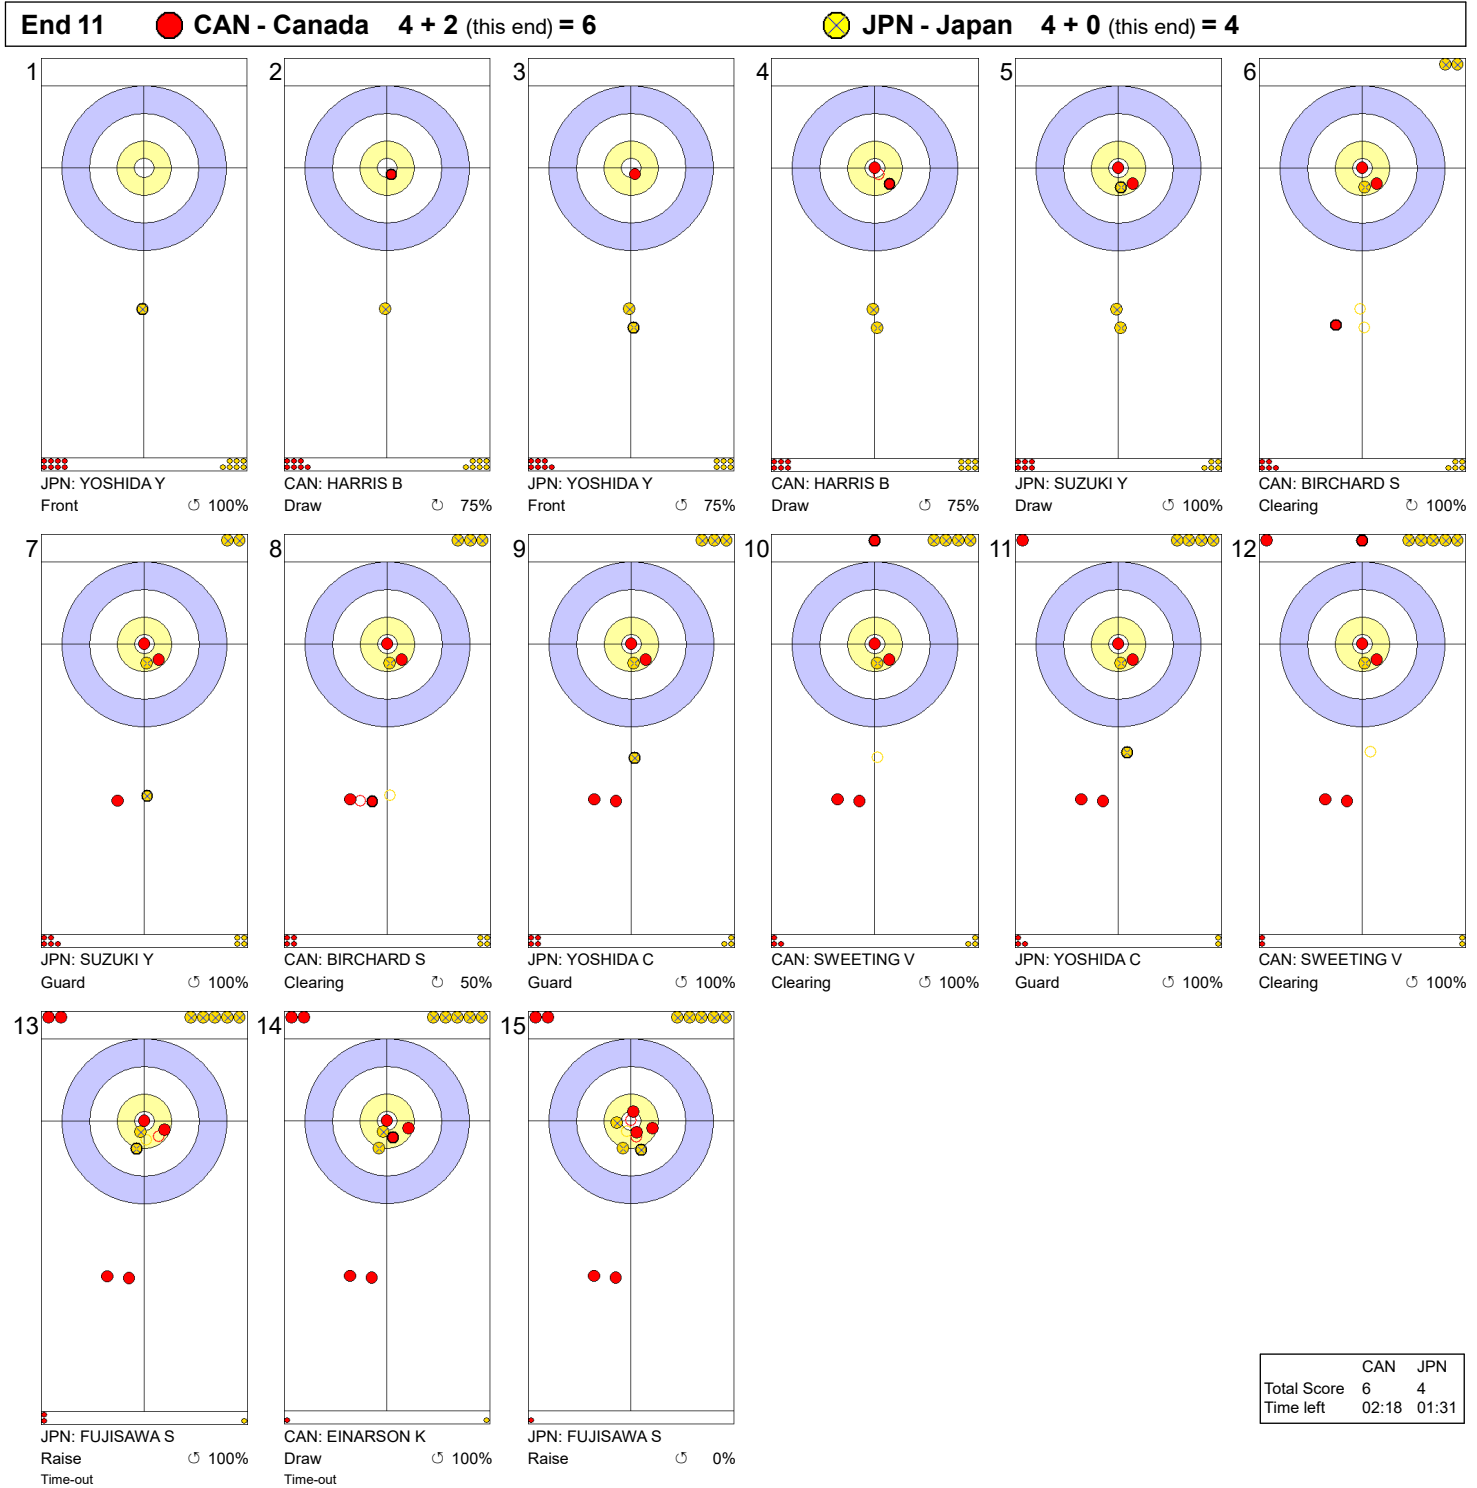 End 11 CAN - Canada 4 + 2 (this end) = 6 JPN - Japan 4 + 0 (this end) = 4
1 2 3 4 5 6
JPN: YOSHIDA Y CAN: HARRIS B JPN: YOSHIDA Y CAN: HARRIS B JPN: SUZUKI Y CAN: BIRCHARD S
Front ↺ 100% Draw ↻ 75% Front ↺ 75% Draw ↺ 75% Draw ↺ 100% Clearing ↻ 100%
7 8 9 10 11 12
JPN: SUZUKI Y CAN: BIRCHARD S JPN: YOSHIDA C CAN: SWEETING V JPN: YOSHIDA C CAN: SWEETING V
Guard ↺ 100% Clearing ↻ 50% Guard ↺ 100% Clearing ↺ 100% Guard ↺ 100% Clearing ↺ 100%
13 14 15
JPN: FUJISAWA S CAN: EINARSON K JPN: FUJISAWA S
Raise ↺ 100% Draw ↺ 100% Raise ↺ 0%
Time-out Time-out
CAN JPN
Total Score 6 4
Time left 02:18 01:31